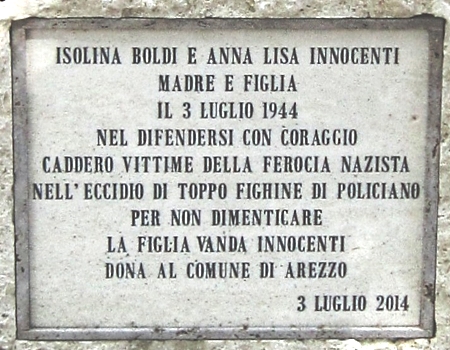 ISOLINA BOLDI E ANNA LISA INNOCENTI
MADRE E FIGLIA
IL 3 LUGLIO 1944
NEL DIFENDERSI CON CORAGGIO
CADDERO VITTIME DELLA FEROCIA NAZISTA
NELL'ECCIDIO DI TOPPO FIGHINE DI POLICIANO
PER NON DIMENTICARE
LA FIGLIA VANDA INNOCENTI
DONA AL COMUNE DI AREZZO
3 LUGLIO 2014